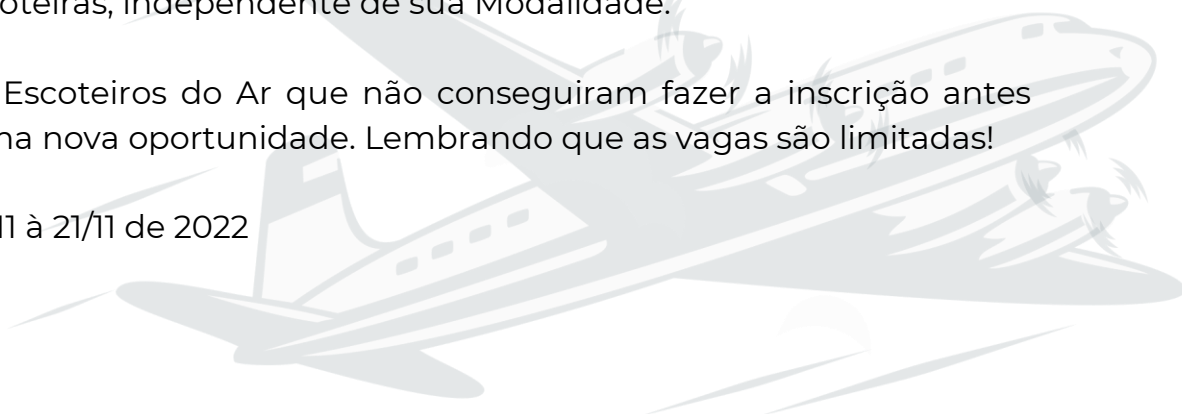 oteiras, independente de sua Modalidade.
Escoteiros do Ar que não conseguiram fazer a inscrição antes
na nova oportunidade. Lembrando que as vagas são limitadas!
11 à 21/11 de 2022